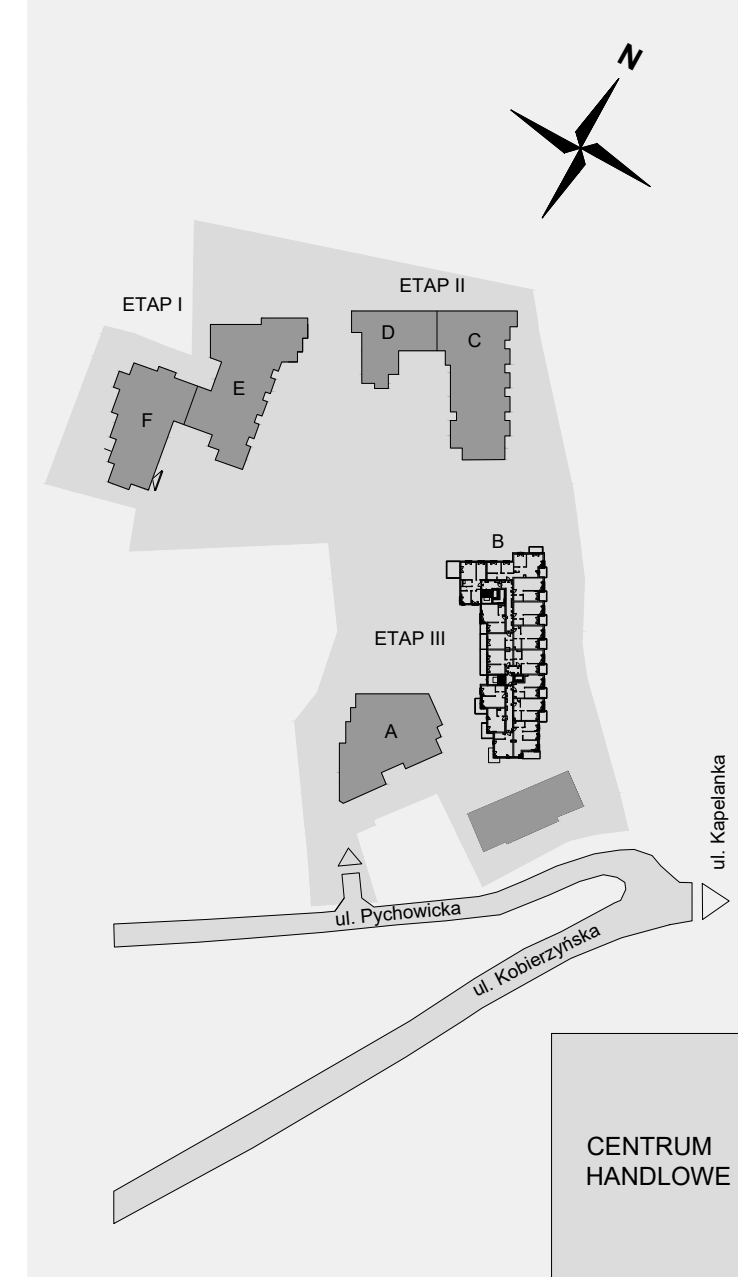 N
ETAP II
ETAP I
D
C
E
F
B
ETAP III
A
ul. Kapelanka
ul. Pychowicka
ul. Kobierzyńska
CENTRUM
HANDLOWE